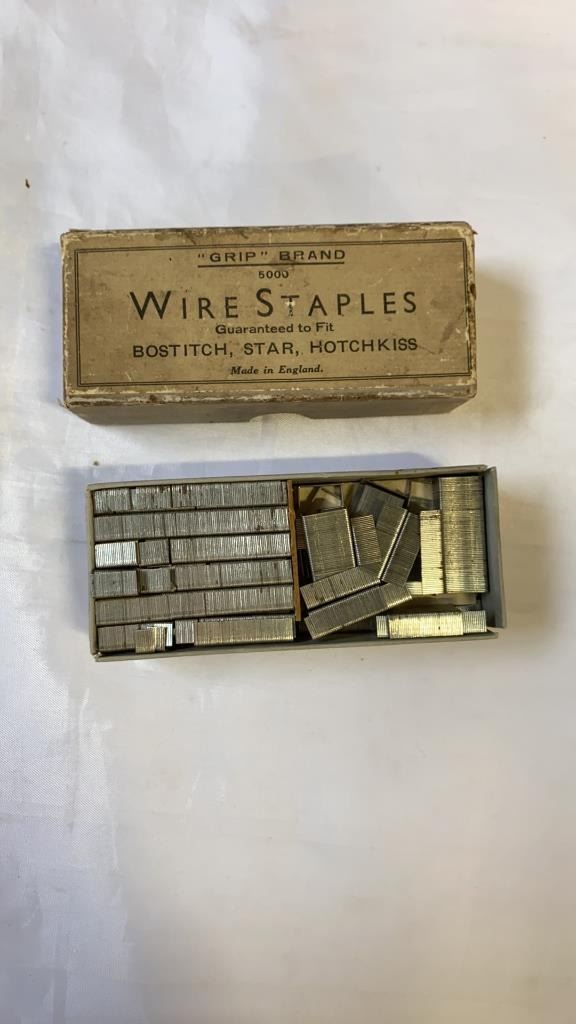 "GRIP" BRAND
5000
WIRE STAPLES
Guaranteed to Fit
BOSTITCH, STAR, HOTCHKISS
Made in England.